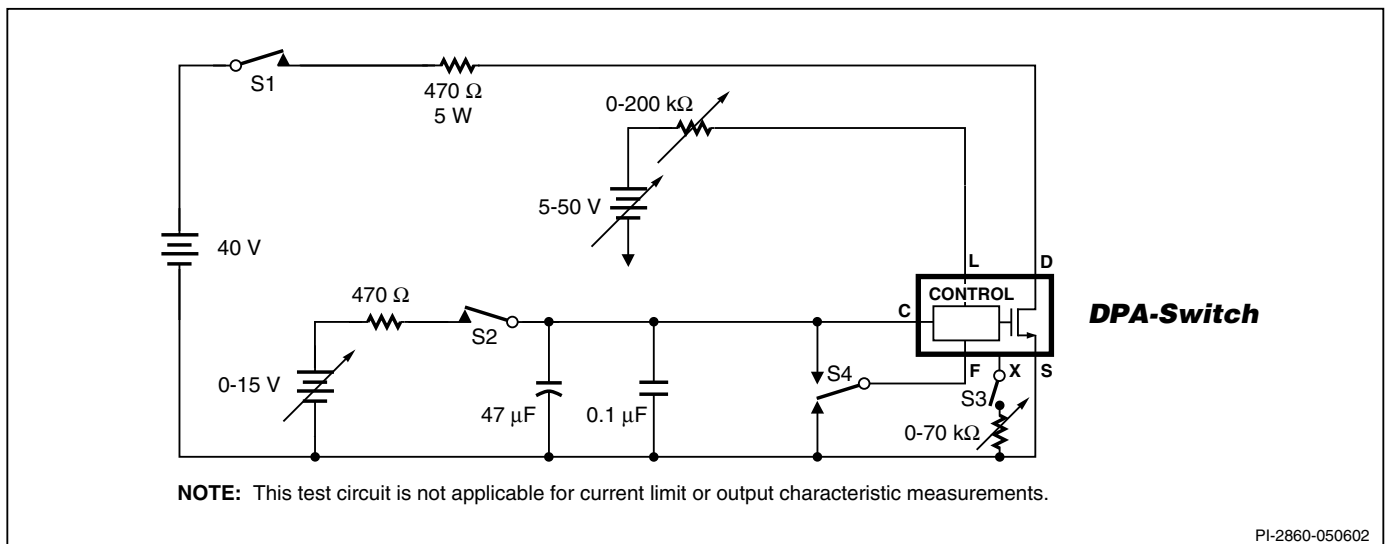 S1
470 Ω
5 W
0-200 kΩ
5-50 V
40 V
L
D
CONTROL
C
DPA-Switch
470 Ω
S2
0-15 V
47 µF
0.1 µF
S4
F
X
S
S3
0-70 kΩ
NOTE: This test circuit is not applicable for current limit or output characteristic measurements.
PI-2860-050602